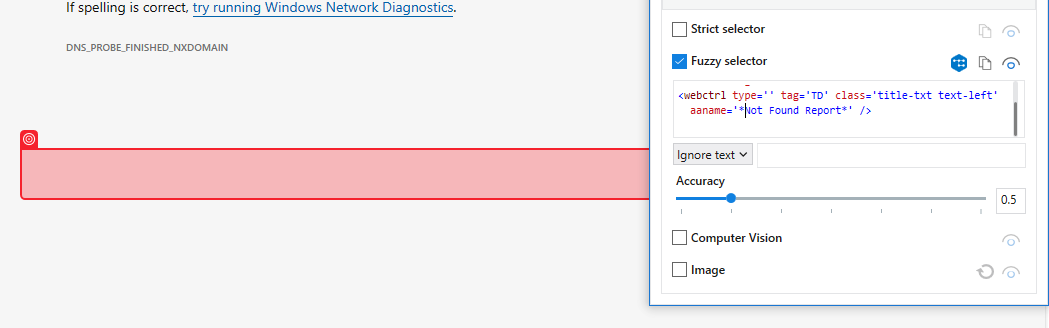 If spelling is correct, try running Windows Network Diagnostics.
DNS_PROBE_FINISHED_NXDOMAIN
Strict selector
Fuzzy selector
<webctrl type='' tag='TD' class='title-txt text-left'
aaname='*Not Found Report*' />
Ignore text
Accuracy
0.5
Computer Vision
Image